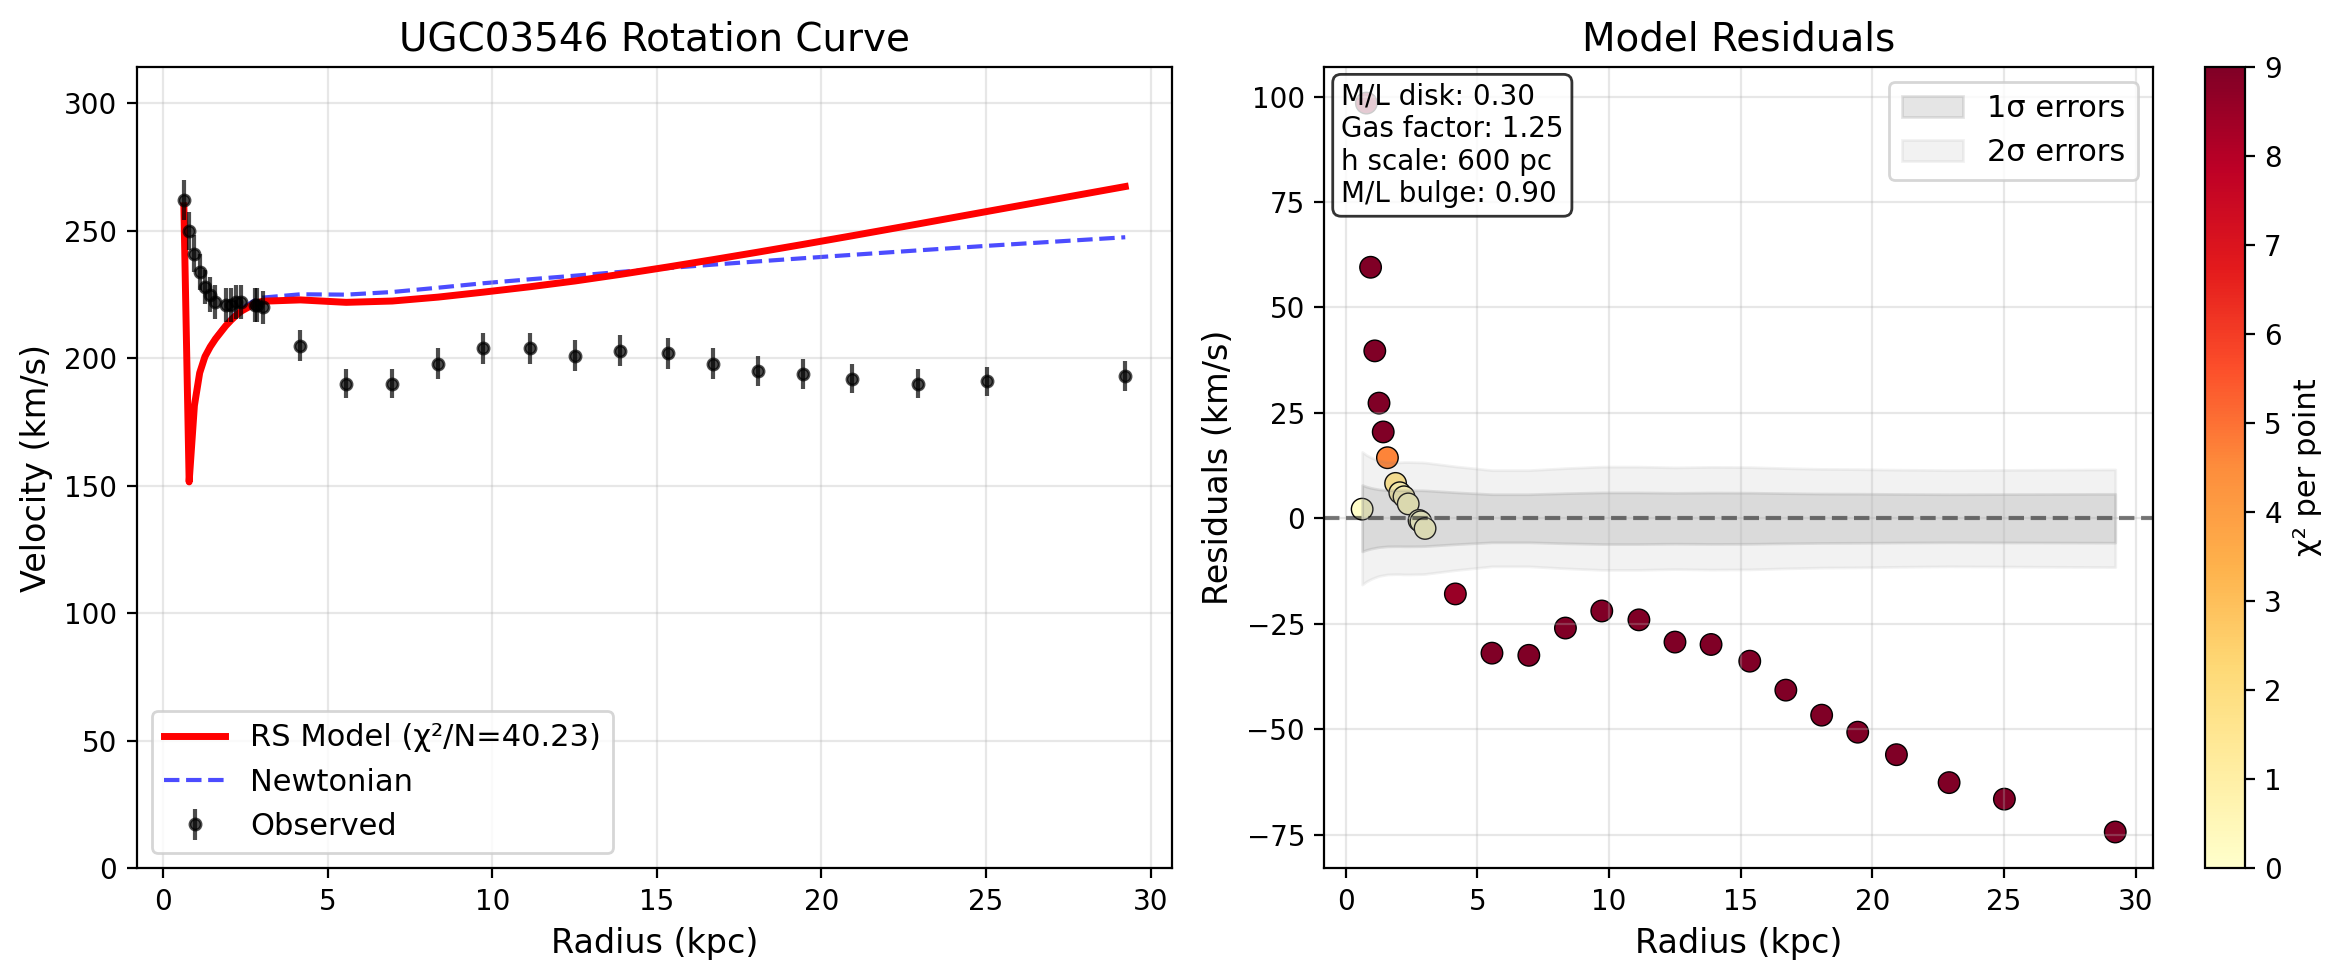 UGC03546 Rotation Curve
300
250
200
150
100
50
0
Velocity (km/s)
0
5
10
15
20
25
30
Radius (kpc)
RS Model (χ²/N=40.23)
Newtonian
Observed
Model Residuals
100
75
50
25
0
−25
−50
−75
Residuals (km/s)
0
5
10
15
20
25
30
Radius (kpc)
M/L disk: 0.30
Gas factor: 1.25
h scale: 600 pc
M/L bulge: 0.90
1σ errors
2σ errors
9
8
7
6
5
4
3
2
1
0
χ² per point